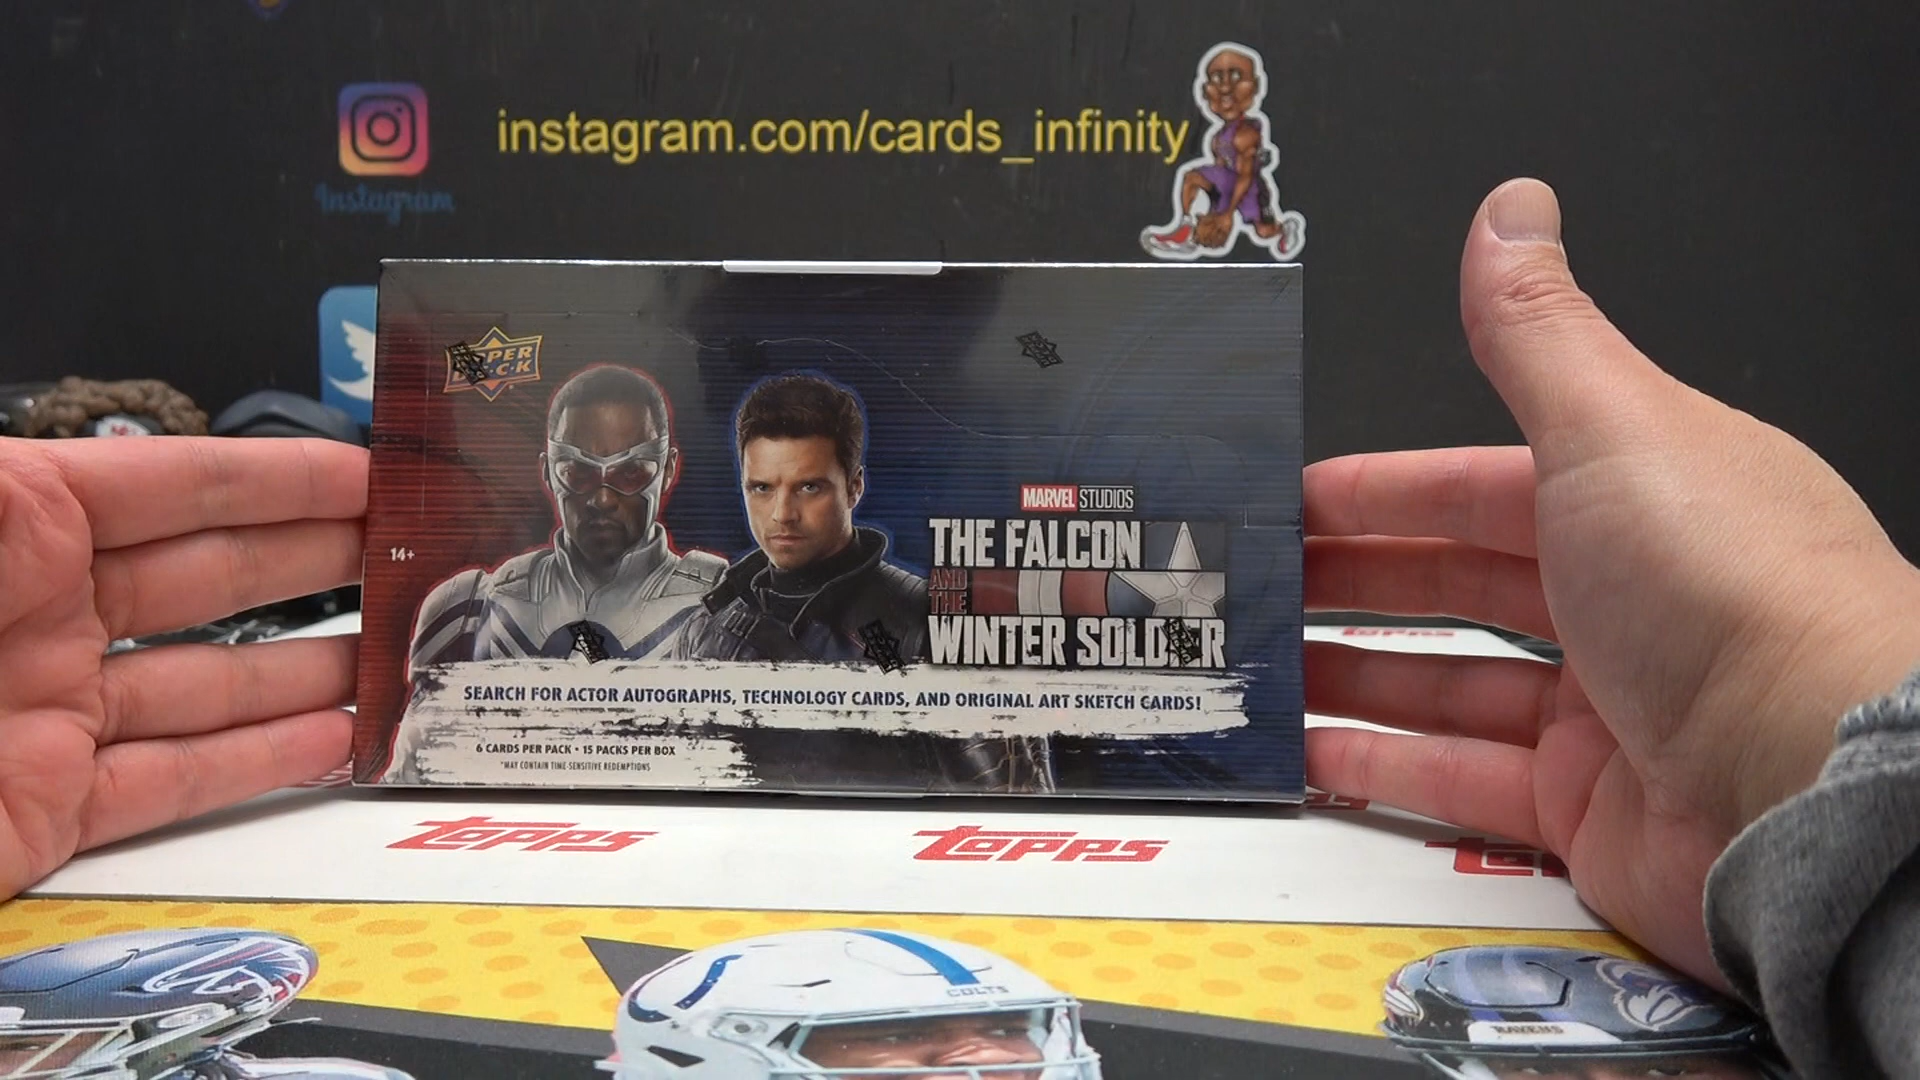 instagram.com/cards_infinity
Instagram
UPPER
DECK
MARVEL STUDIOS
THE FALCON
AND
THE
WINTER SOLDIER
14+
SEARCH FOR ACTOR AUTOGRAPHS, TECHNOLOGY CARDS, AND ORIGINAL ART SKETCH CARDS!
6 CARDS PER PACK • 15 PACKS PER BOX
*MAY CONTAIN TIME-SENSITIVE REDEMPTIONS
topps
topps topps
COLTS
RAVENS